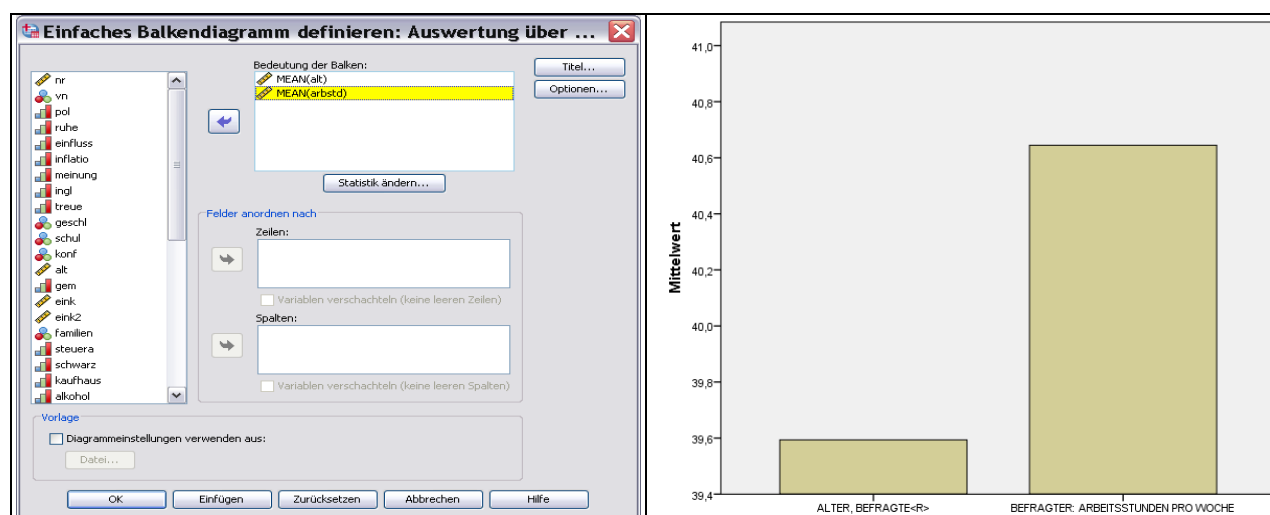 Einfaches Balkendiagramm definieren: Auswertung über ...
nr
vn
pol
ruhe
einfluss
inflatio
meinung
ingl
treue
geschl
schul
konf
alt
gem
eink
eink2
familien
steuera
schwarz
kaufhaus
alkohol
Bedeutung der Balken:
MEAN(alt)
MEAN(arbstd)
Statistik ändern...
Titel...
Optionen...
Felder anordnen nach
Zeilen:
Variablen verschachteln (keine leeren Zeilen)
Spalten:
Variablen verschachteln (keine leeren Spalten)
Vorlage
Diagrammeinstellungen verwenden aus:
Datei...
OK
Einfügen
Zurücksetzen
Abbrechen
Hilfe
Mittelwert
41,0
40,8
40,6
40,4
40,2
40,0
39,8
39,6
39,4
ALTER, BEFRAGTE<R>
BEFRAGTER: ARBEITSSTUNDEN PRO WOCHE